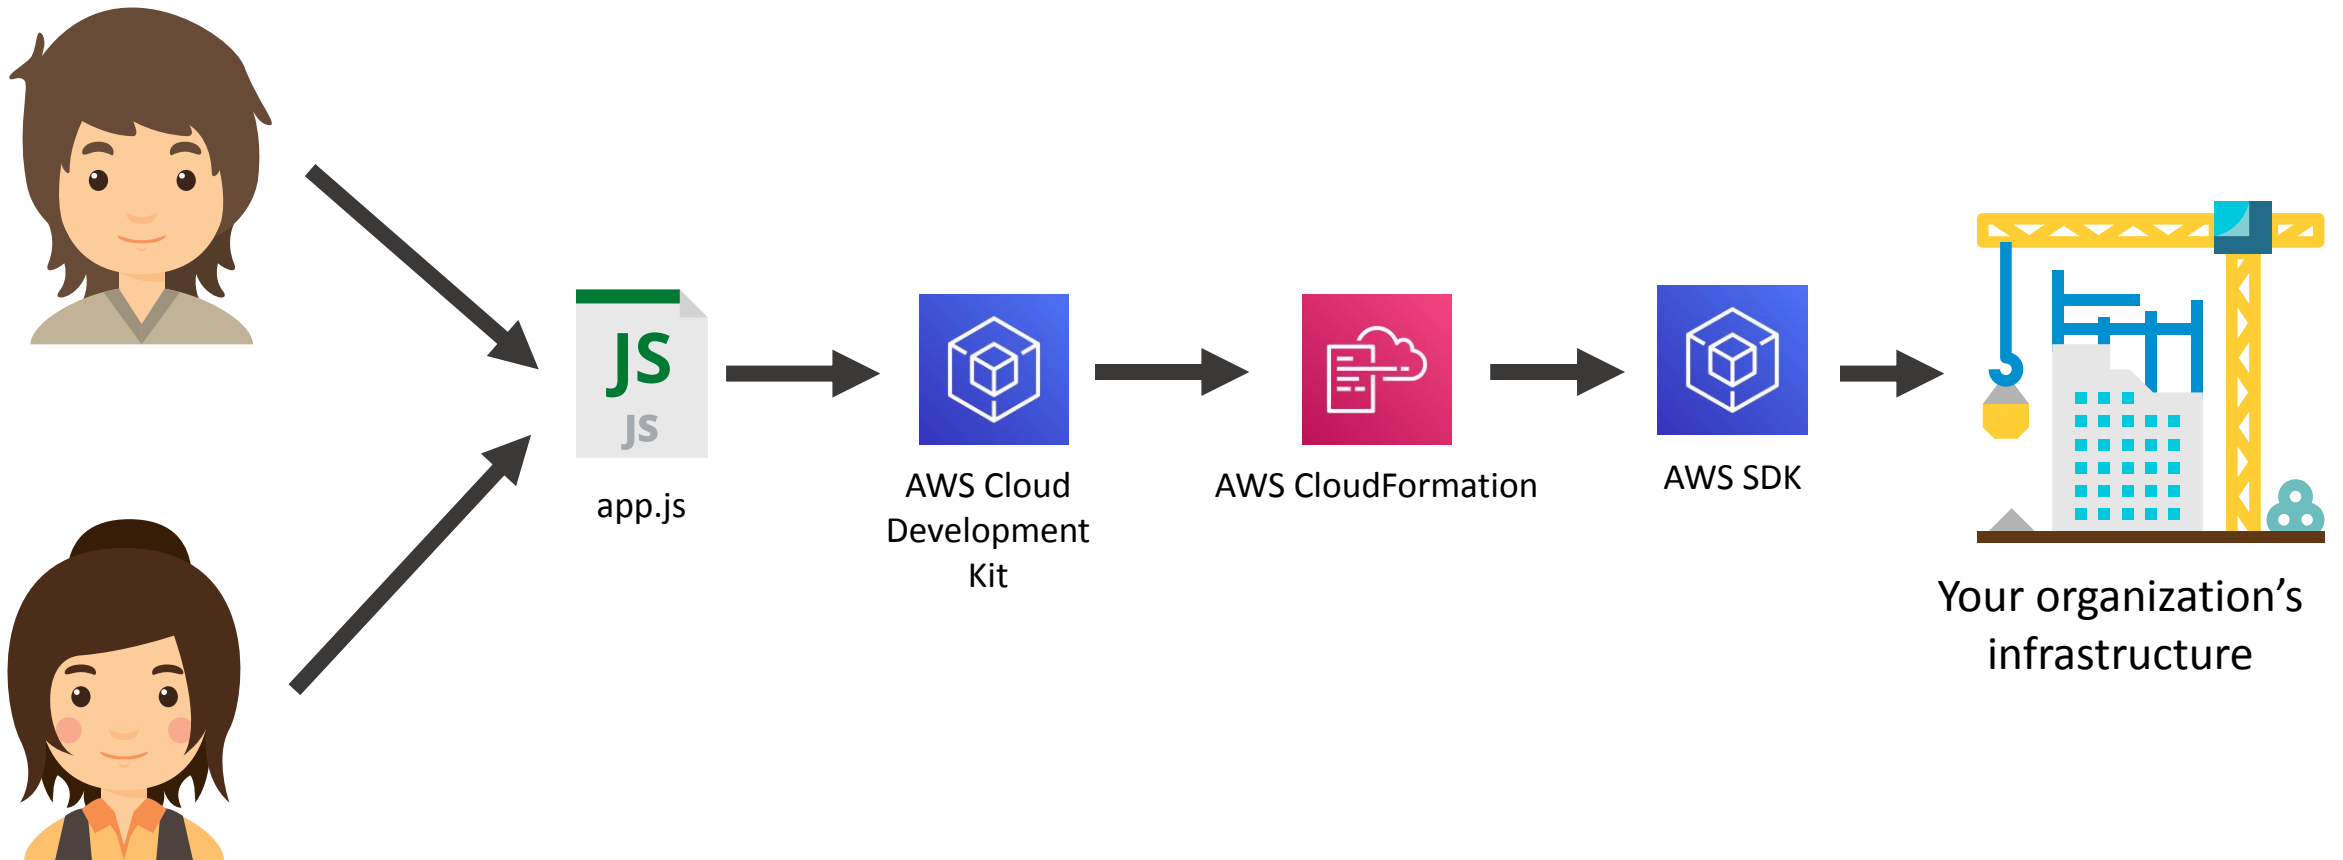 JS
JS
app.js
AWS Cloud
Development
Kit
AWS CloudFormation
AWS SDK
Your organization’s
infrastructure